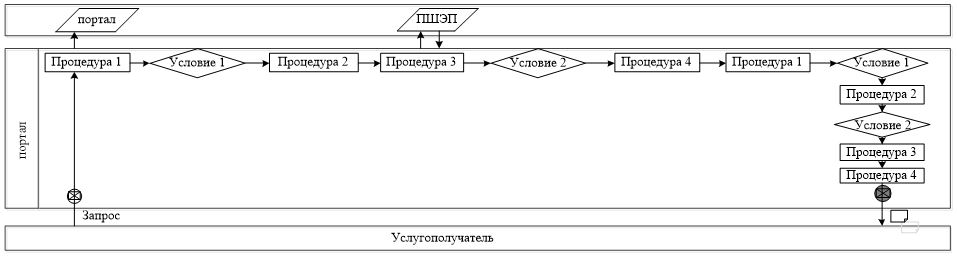 портал
ПШЭП
Процедура 1
Условие 1
Процедура 2
Процедура 3
Условие 2
Процедура 4
Процедура 1
Условие 1
Процедура 2
Условие 2
Процедура 3
Процедура 4
портал
Запрос
Услугополучатель